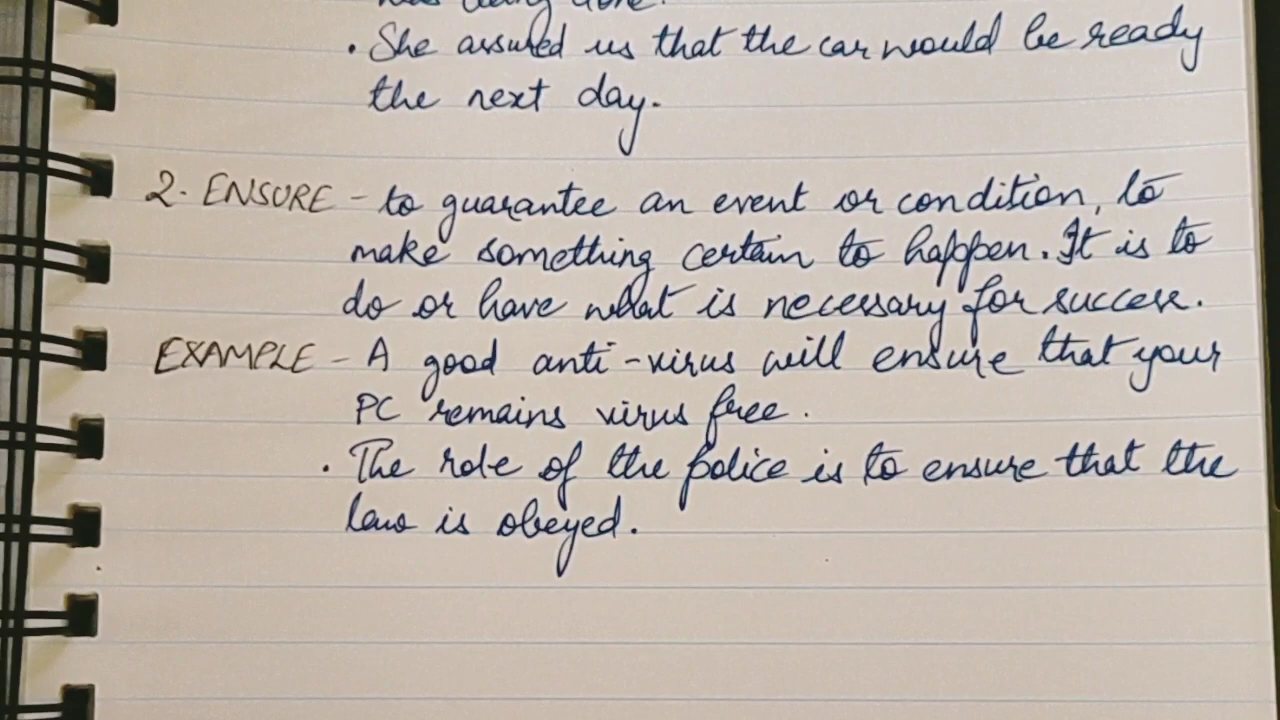 was being done.
• She assured us that the car would be ready
the next day.
2. ENSURE - to guarantee an event or condition, to
make something certain to happen. It is to
do or have what is necessary for success.
EXAMPLE - A good anti-virus will ensure that your
PC remains virus free.
• The role of the police is to ensure that the
law is obeyed.